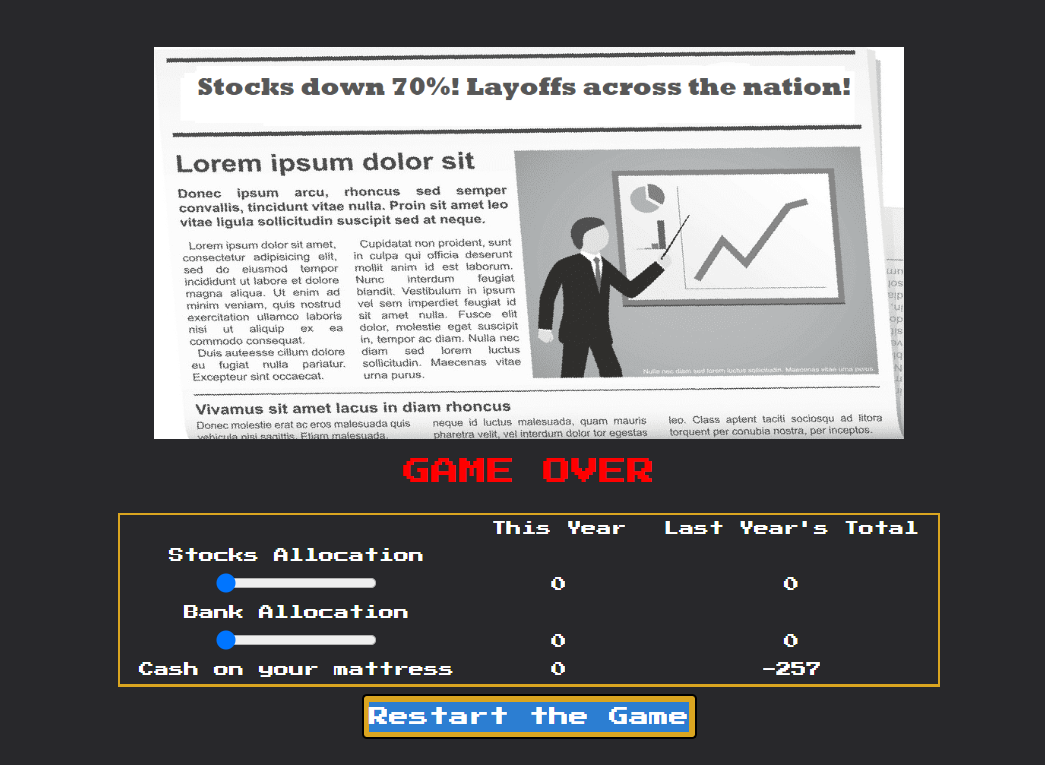 Stocks down 70%! Layoffs across the nation!
Lorem ipsum dolor sit
Donec ipsum arcu, rhoncus sed semper
convallis, tincidunt vitae nulla. Proin sit amet leo
vitae ligula sollicitudin suscipit sed at neque.
Lorem ipsum dolor sit amet,
consectetur adipisicing elit,
sed do eiusmod tempor
incididunt ut labore et dolore
magna aliqua. Ut enim ad
minim veniam, quis nostrud
exercitation ullamco laboris
nisi ut aliquip ex ea
commodo consequat.
Duis auteesse cillum dolore
eu fugiat nulla pariatur.
Excepteur sint occaecat.
Cupidatat non proident, sunt
in culpa qui officia deserunt
mollit anim id est laborum.
Nunc interdum feugiat
blandit. Vestibulum in ipsum
vel sem imperdiet feugiat id
sit amet nulla. Fusce elit
dolor, molestie eget suscipit
in, tempor ac diam. Nulla nec
diam sed lorem luctus
sollicitudin. Maecenas vitae
urna purus.
Nulla nec diam sed lorem luctus sollicitudin. Maecenas vitae urna purus.
Vivamus sit amet lacus in diam rhoncus
Donec molestie erat ac eros malesuada quis
vehicula nisi sagittis. Etiam malesuada,
neque id luctus malesuada, quam mauris
pharetra velit, vel interdum dolor tor egestas
leo. Class aptent taciti sociosqu ad litora
torquent per conubia nostra, per inceptos.
GAME OVER
This Year Last Year's Total
Stocks Allocation
0 0
Bank Allocation
0 0
Cash on your mattress 0 -257
Restart the Game